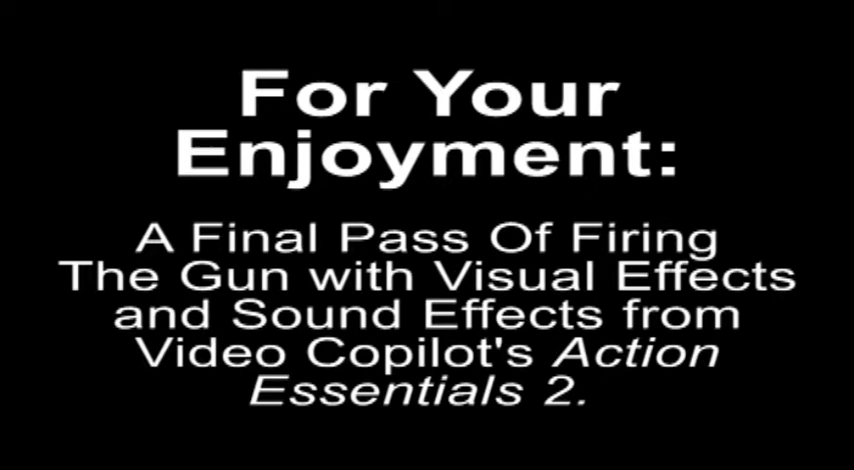 For Your
Enjoyment:
A Final Pass Of Firing
The Gun with Visual Effects
and Sound Effects from
Video Copilot's Action
Essentials 2.